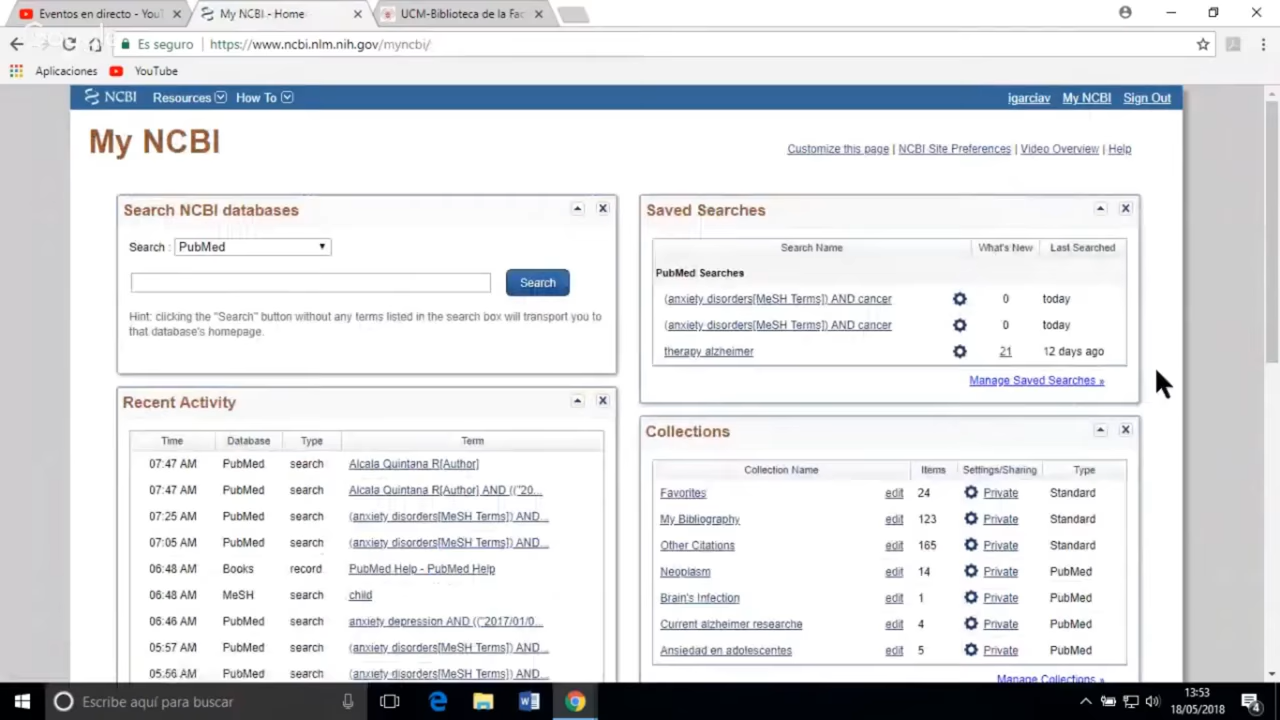 Eventos en directo - You
My NCBI - Home
UCM-Biblioteca de la Fac
Es seguro
https://www.ncbi.nlm.nih.gov/myncbi/
Aplicaciones
YouTube
NCBI Resources How To
igarciav My NCBI Sign Out
My NCBI
Customize this page | NCBI Site Preferences | Video Overview | Help
Search NCBI databases
Search : PubMed
Search
Hint: clicking the "Search" button without any terms listed in the search box will transport you to
that database's homepage.
Recent Activity
Time Database Type Term
07:47 AM PubMed search Alcala Quintana R[Author]
07:47 AM PubMed search Alcala Quintana R[Author] AND (("20...
07:25 AM PubMed search (anxiety disorders[MeSH Terms]) AND...
07:05 AM PubMed search (anxiety disorders[MeSH Terms]) AND...
06:48 AM Books record PubMed Help - PubMed Help
06:48 AM MeSH search child
06:46 AM PubMed search anxiety depression AND (("2017/01/0...
05:57 AM PubMed search (anxiety disorders[MeSH Terms]) AND...
05:56 AM PubMed search (anxiety disorders[MeSH Terms]) AND...
Saved Searches
Search Name What's New Last Searched
PubMed Searches
(anxiety disorders[MeSH Terms]) AND cancer 0 today
(anxiety disorders[MeSH Terms]) AND cancer 0 today
therapy alzheimer 21 12 days ago
Manage Saved Searches »
Collections
Collection Name Items Settings/Sharing Type
Favorites edit 24 Private Standard
My Bibliography edit 123 Private Standard
Other Citations edit 165 Private Standard
Neoplasm edit 14 Private PubMed
Brain's Infection edit 1 Private PubMed
Current alzheimer researche edit 4 Private PubMed
Ansiedad en adolescentes edit 5 Private PubMed
Manage Collections »
Escribe aquí para buscar
13:53
18/05/2018
4